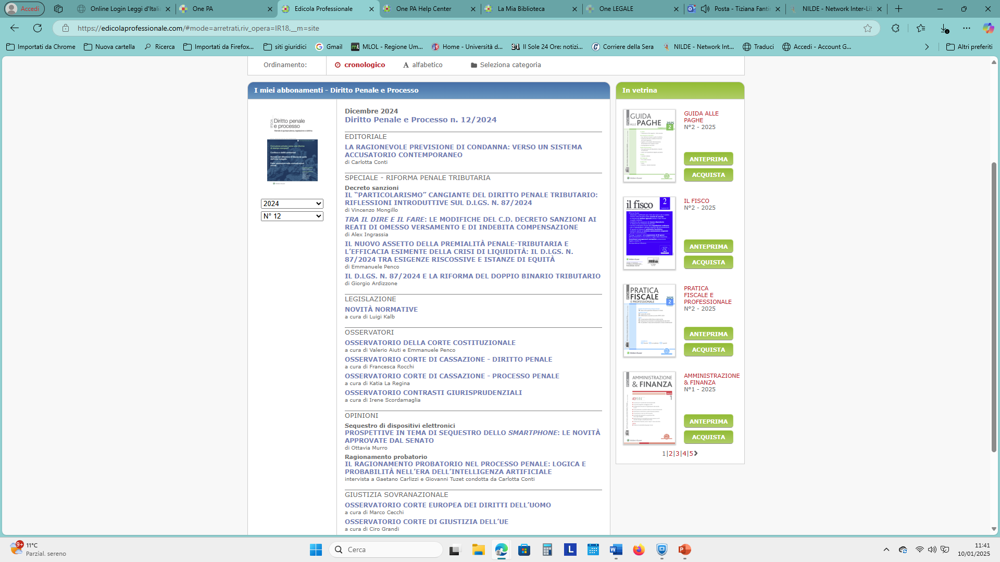 Accedi
Online Login Leggi d'Itali
One PA
Edicola Professionale
One PA Help Center
La Mia Biblioteca
One LEGALE
Posta - Tiziana Fanti
NILDE - Network Inter-Lib
https://edicolaprofessionale.com/#mode=arretrati,riv_opera=IR18,__m=site
Importati da Chrome
Nuova cartella
Ricerca
Importati da Firefox...
siti giuridici
Gmail
MLOL - Regione Um...
Home - Università d...
Il Sole 24 Ore: notizi...
Corriere della Sera
NILDE - Network Int...
Traduci
Accedi - Account G...
Altri preferiti
Ordinamento:
cronologico
alfabetico
Seleziona categoria
I miei abbonamenti - Diritto Penale e Processo
Diritto penale
e processo
2024
N° 12
Dicembre 2024
Diritto Penale e Processo n. 12/2024
EDITORIALE
LA RAGIONEVOLE PREVISIONE DI CONDANNA: VERSO UN SISTEMA
ACCUSATORIO CONTEMPORANEO
di Carlotta Conti
SPECIALE - RIFORMA PENALE TRIBUTARIA
Decreto sanzioni
IL “PARTICOLARISMO” CANGIANTE DEL DIRITTO PENALE TRIBUTARIO:
RIFLESSIONI INTRODUTTIVE SUL D.LGS. N. 87/2024
di Vincenzo Mongillo
TRA IL DIRE E IL FARE: LE MODIFICHE DEL C.D. DECRETO SANZIONI AI
REATI DI OMESSO VERSAMENTO E DI INDEBITA COMPENSAZIONE
di Alex Ingrassia
IL NUOVO ASSETTO DELLA PREMIALITÀ PENALE-TRIBUTARIA E
L’EFFICACIA ESIMENTE DELLA CRISI DI LIQUIDITÀ: IL D.LGS. N.
87/2024 TRA ESIGENZE RISCOSSIVE E ISTANZE DI EQUITÀ
di Emmanuele Penco
IL D.LGS. N. 87/2024 E LA RIFORMA DEL DOPPIO BINARIO TRIBUTARIO
di Giorgio Ardizzone
LEGISLAZIONE
NOVITÀ NORMATIVE
a cura di Luigi Kalb
OSSERVATORI
OSSERVATORIO DELLA CORTE COSTITUZIONALE
a cura di Valerio Aiuti e Emmanuele Penco
OSSERVATORIO CORTE DI CASSAZIONE - DIRITTO PENALE
a cura di Francesca Rocchi
OSSERVATORIO CORTE DI CASSAZIONE - PROCESSO PENALE
a cura di Katia La Regina
OSSERVATORIO CONTRASTI GIURISPRUDENZIALI
a cura di Irene Scordamaglia
OPINIONI
Sequestro di dispositivi elettronici
PROSPETTIVE IN TEMA DI SEQUESTRO DELLO SMARTPHONE: LE NOVITÀ
APPROVATE DAL SENATO
di Ottavia Murro
Ragionamento probatorio
IL RAGIONAMENTO PROBATORIO NEL PROCESSO PENALE: LOGICA E
PROBABILITÀ NELL’ERA DELL’INTELLIGENZA ARTIFICIALE
intervista a Gaetano Carlizzi e Giovanni Tuzet condotta da Carlotta Conti
GIUSTIZIA SOVRANAZIONALE
OSSERVATORIO CORTE EUROPEA DEI DIRITTI DELL’UOMO
a cura di Marco Cecchi
OSSERVATORIO CORTE DI GIUSTIZIA DELL’UE
a cura di Ciro Grandi
In vetrina
GUIDA
ALLE PAGHE
2025
2
GUIDA ALLE
PAGHE
N°2 - 2025
ANTEPRIMA
ACQUISTA
il fisco
2
IL FISCO
N°2 - 2025
ANTEPRIMA
ACQUISTA
PRATICA
FISCALE
E PROFESSIONALE
2025
2
PRATICA
FISCALE E
PROFESSIONALE
N°2 - 2025
ANTEPRIMA
ACQUISTA
AMMINISTRAZIONE
& FINANZA
1
AMMINISTRAZIONE
& FINANZA
N°1 - 2025
ANTEPRIMA
ACQUISTA
1|2|3|4|5
9+
11°C
Parzial. sereno
Cerca
11:41
10/01/2025